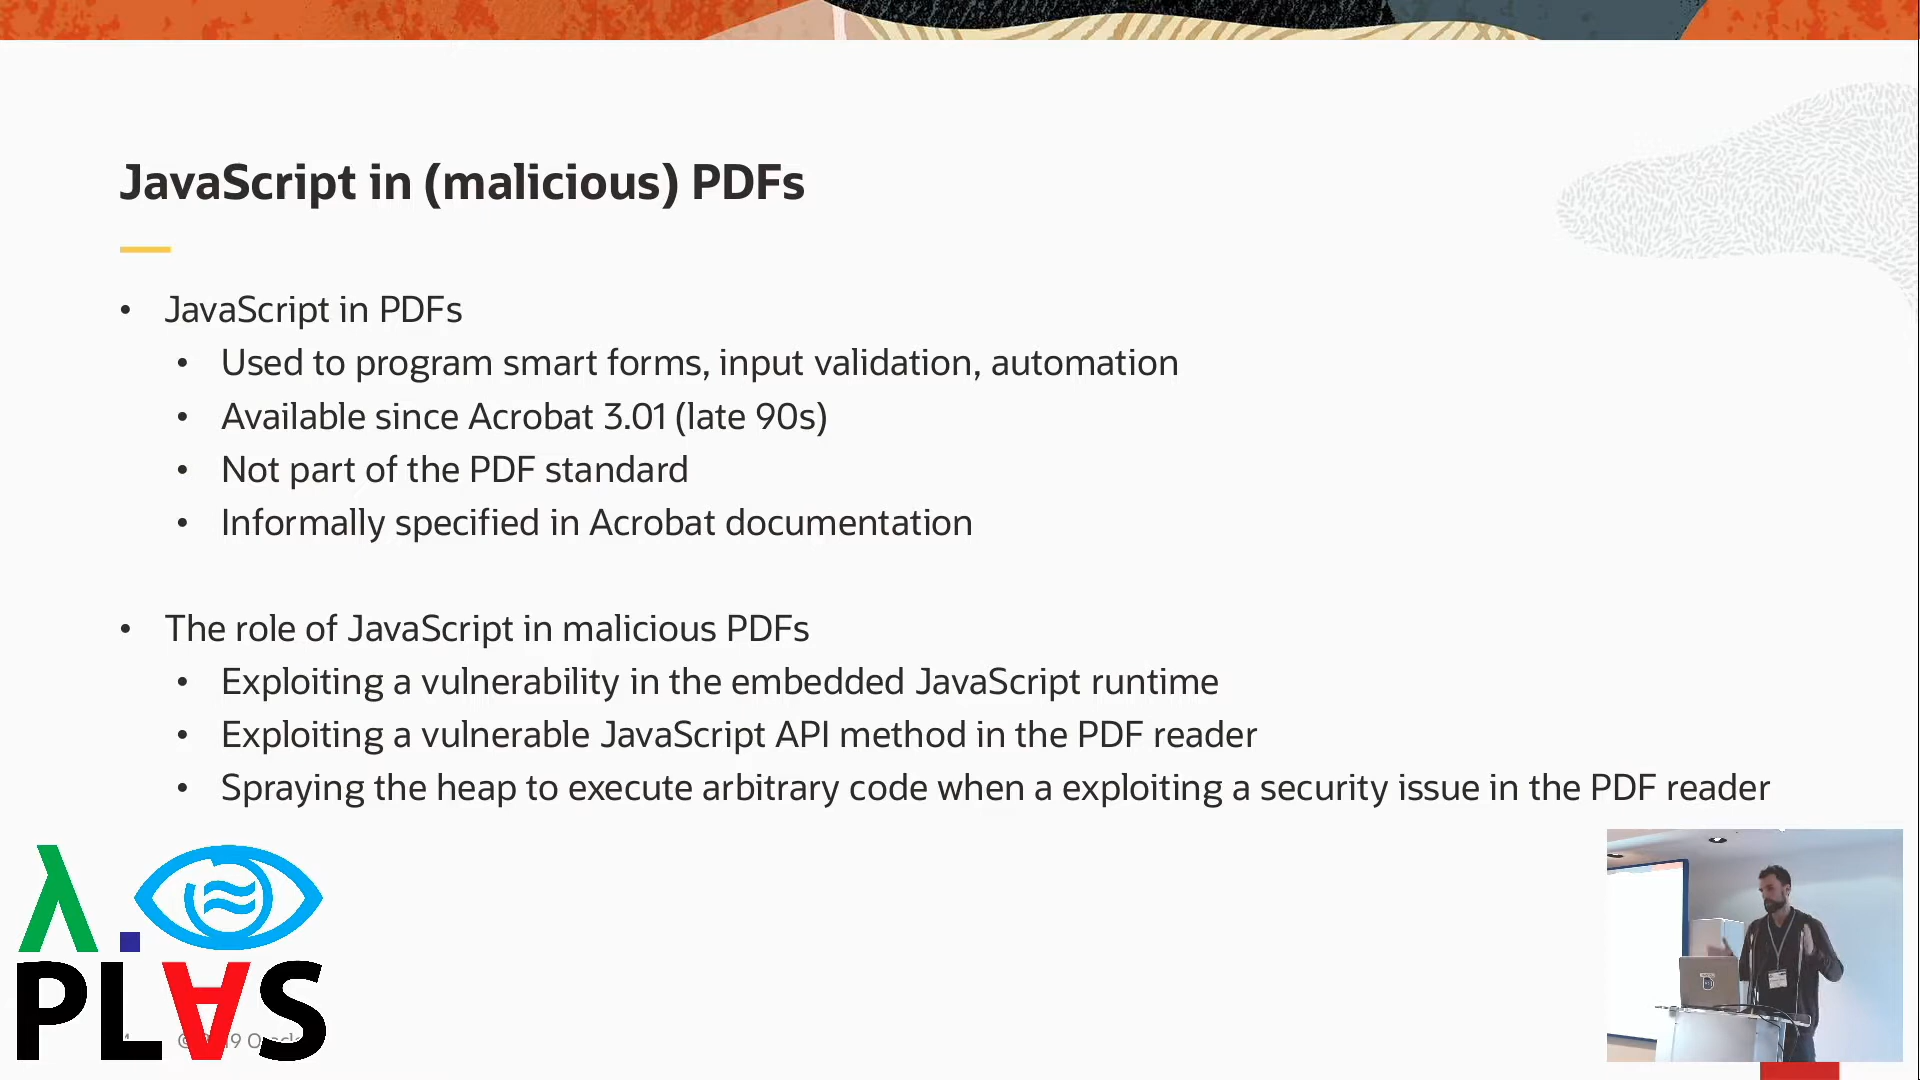 JavaScript in (malicious) PDFs
• JavaScript in PDFs
• Used to program smart forms, input validation, automation
• Available since Acrobat 3.01 (late 90s)
• Not part of the PDF standard
• Informally specified in Acrobat documentation
• The role of JavaScript in malicious PDFs
• Exploiting a vulnerability in the embedded JavaScript runtime
• Exploiting a vulnerable JavaScript API method in the PDF reader
• Spraying the heap to execute arbitrary code when a exploiting a security issue in the PDF reader
λ.
PL∀S